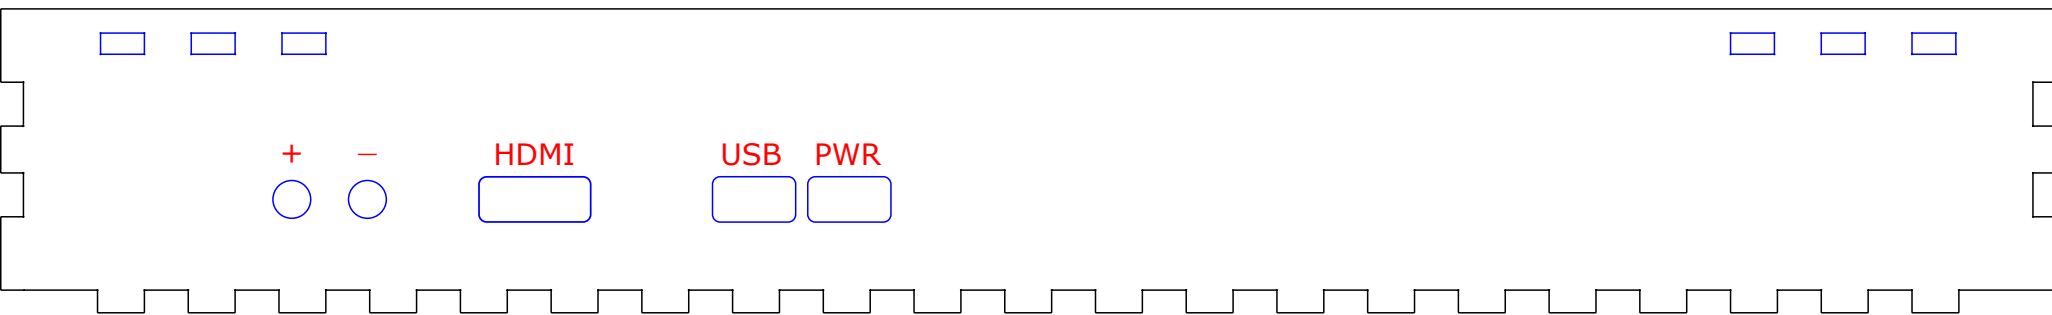 + – HDMI USB PWR